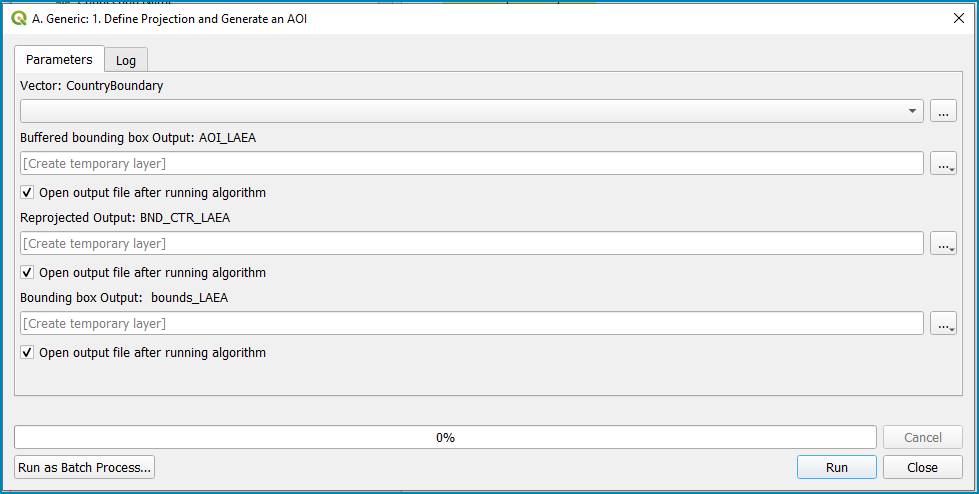 A. Generic: 1. Define Projection and Generate an AOI
Parameters
Log
Vector: CountryBoundary
...
Buffered bounding box Output: AOI_LAEA
[Create temporary layer]
...
Open output file after running algorithm
Reprojected Output: BND_CTR_LAEA
[Create temporary layer]
...
Open output file after running algorithm
Bounding box Output: bounds_LAEA
[Create temporary layer]
...
Open output file after running algorithm
0%
Cancel
Run as Batch Process...
Run
Close